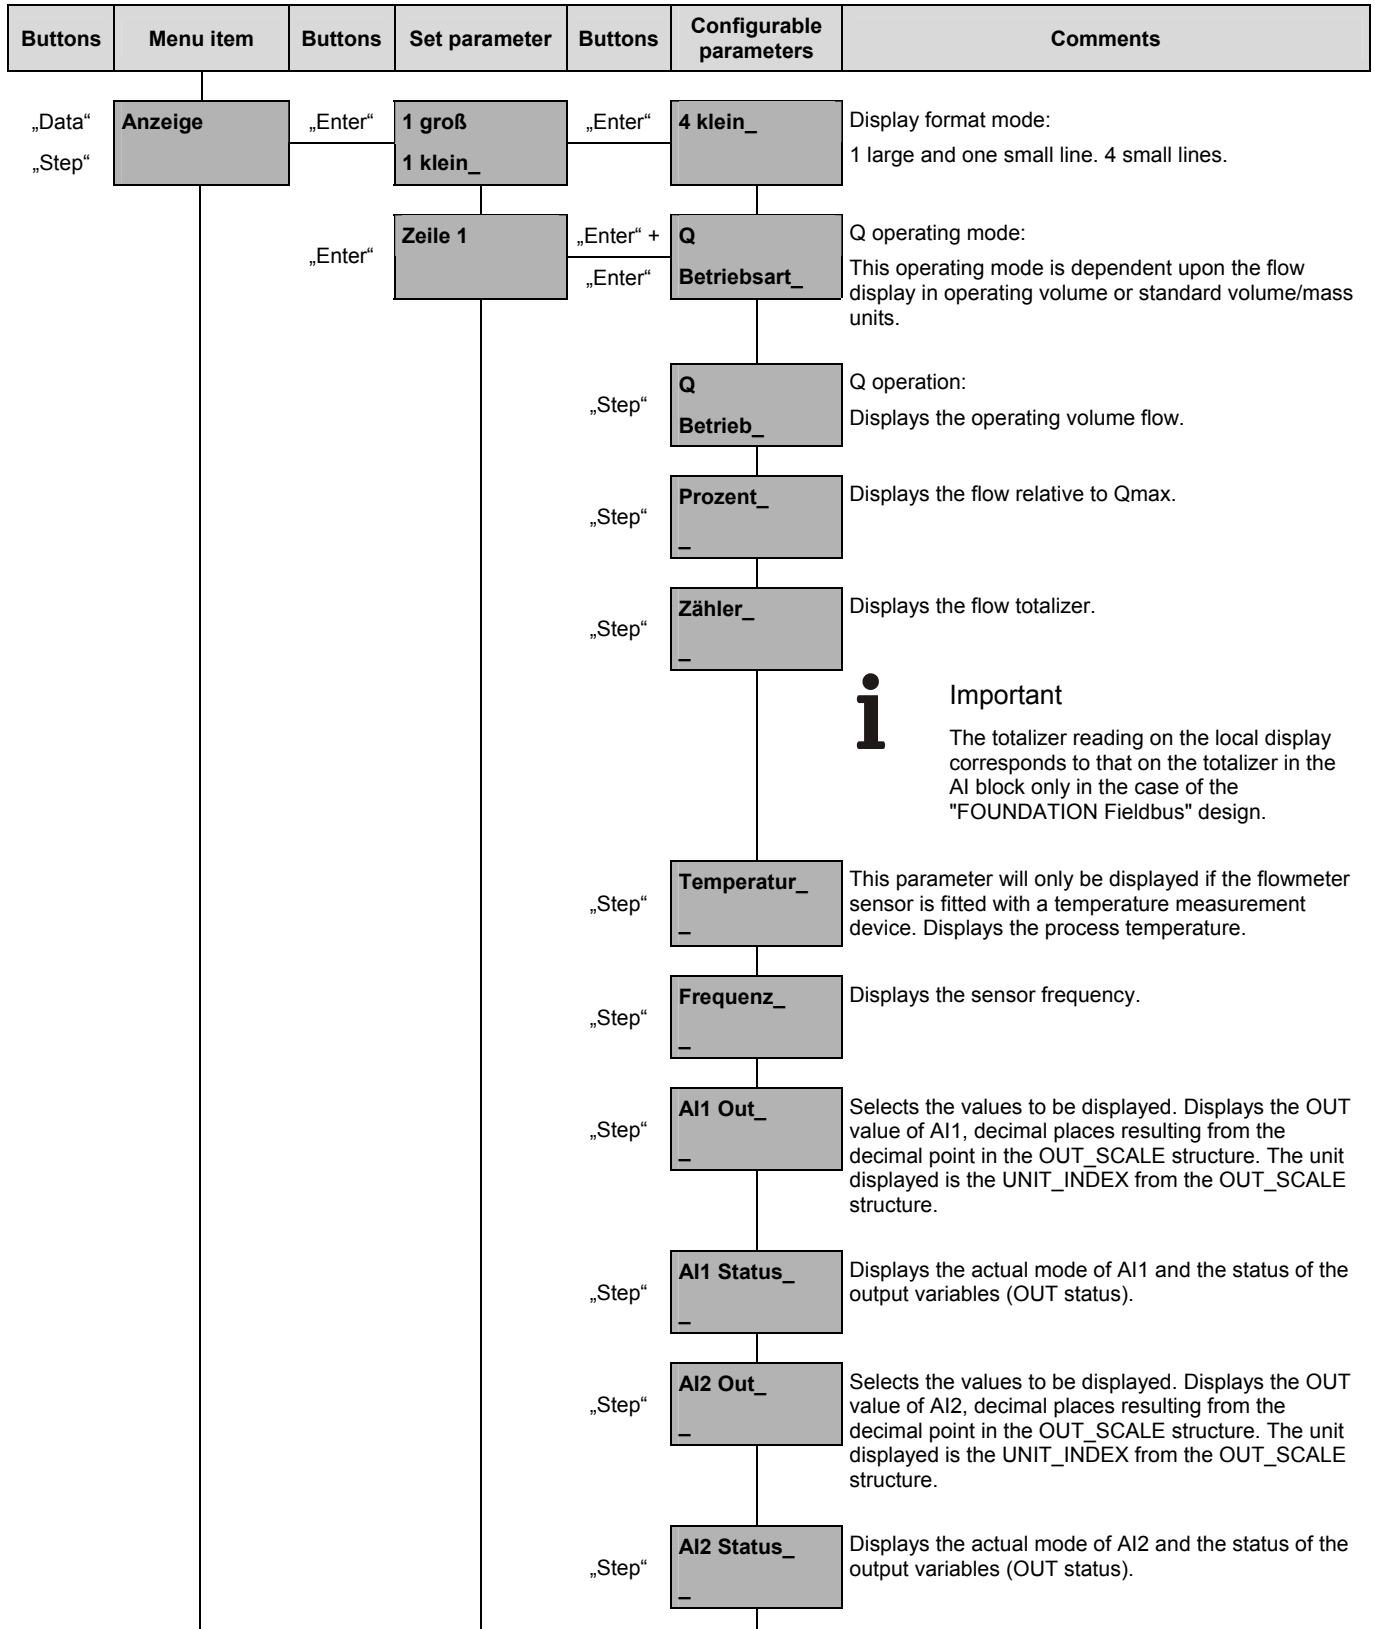 Buttons Menu item Buttons Set parameter Buttons Configurable parameters Comments
„Data“ Anzeige „Enter“ 1 groß „Enter“ 4 klein_ Display format mode:
„Step“ 1 klein_ 1 large and one small line. 4 small lines.
„Enter“ Zeile 1 „Enter“ + Q Q operating mode:
„Enter“ Betriebsart_ This operating mode is dependent upon the flow
display in operating volume or standard volume/mass
units.
„Step“ Q Q operation:
Betrieb_ Displays the operating volume flow.
„Step“ Prozent_ Displays the flow relative to Qmax.
_
„Step“ Zähler_ Displays the flow totalizer.
_
Important
The totalizer reading on the local display
corresponds to that on the totalizer in the
AI block only in the case of the
"FOUNDATION Fieldbus" design.
„Step“ Temperatur_ This parameter will only be displayed if the flowmeter
_ sensor is fitted with a temperature measurement
device. Displays the process temperature.
„Step“ Frequenz_ Displays the sensor frequency.
_
„Step“ AI1 Out_ Selects the values to be displayed. Displays the OUT
_ value of AI1, decimal places resulting from the
decimal point in the OUT_SCALE structure. The unit
displayed is the UNIT_INDEX from the OUT_SCALE
structure.
„Step“ AI1 Status_ Displays the actual mode of AI1 and the status of the
_ output variables (OUT status).
„Step“ AI2 Out_ Selects the values to be displayed. Displays the OUT
_ value of AI2, decimal places resulting from the
decimal point in the OUT_SCALE structure. The unit
displayed is the UNIT_INDEX from the OUT_SCALE
structure.
„Step“ AI2 Status_ Displays the actual mode of AI2 and the status of the
_ output variables (OUT status).